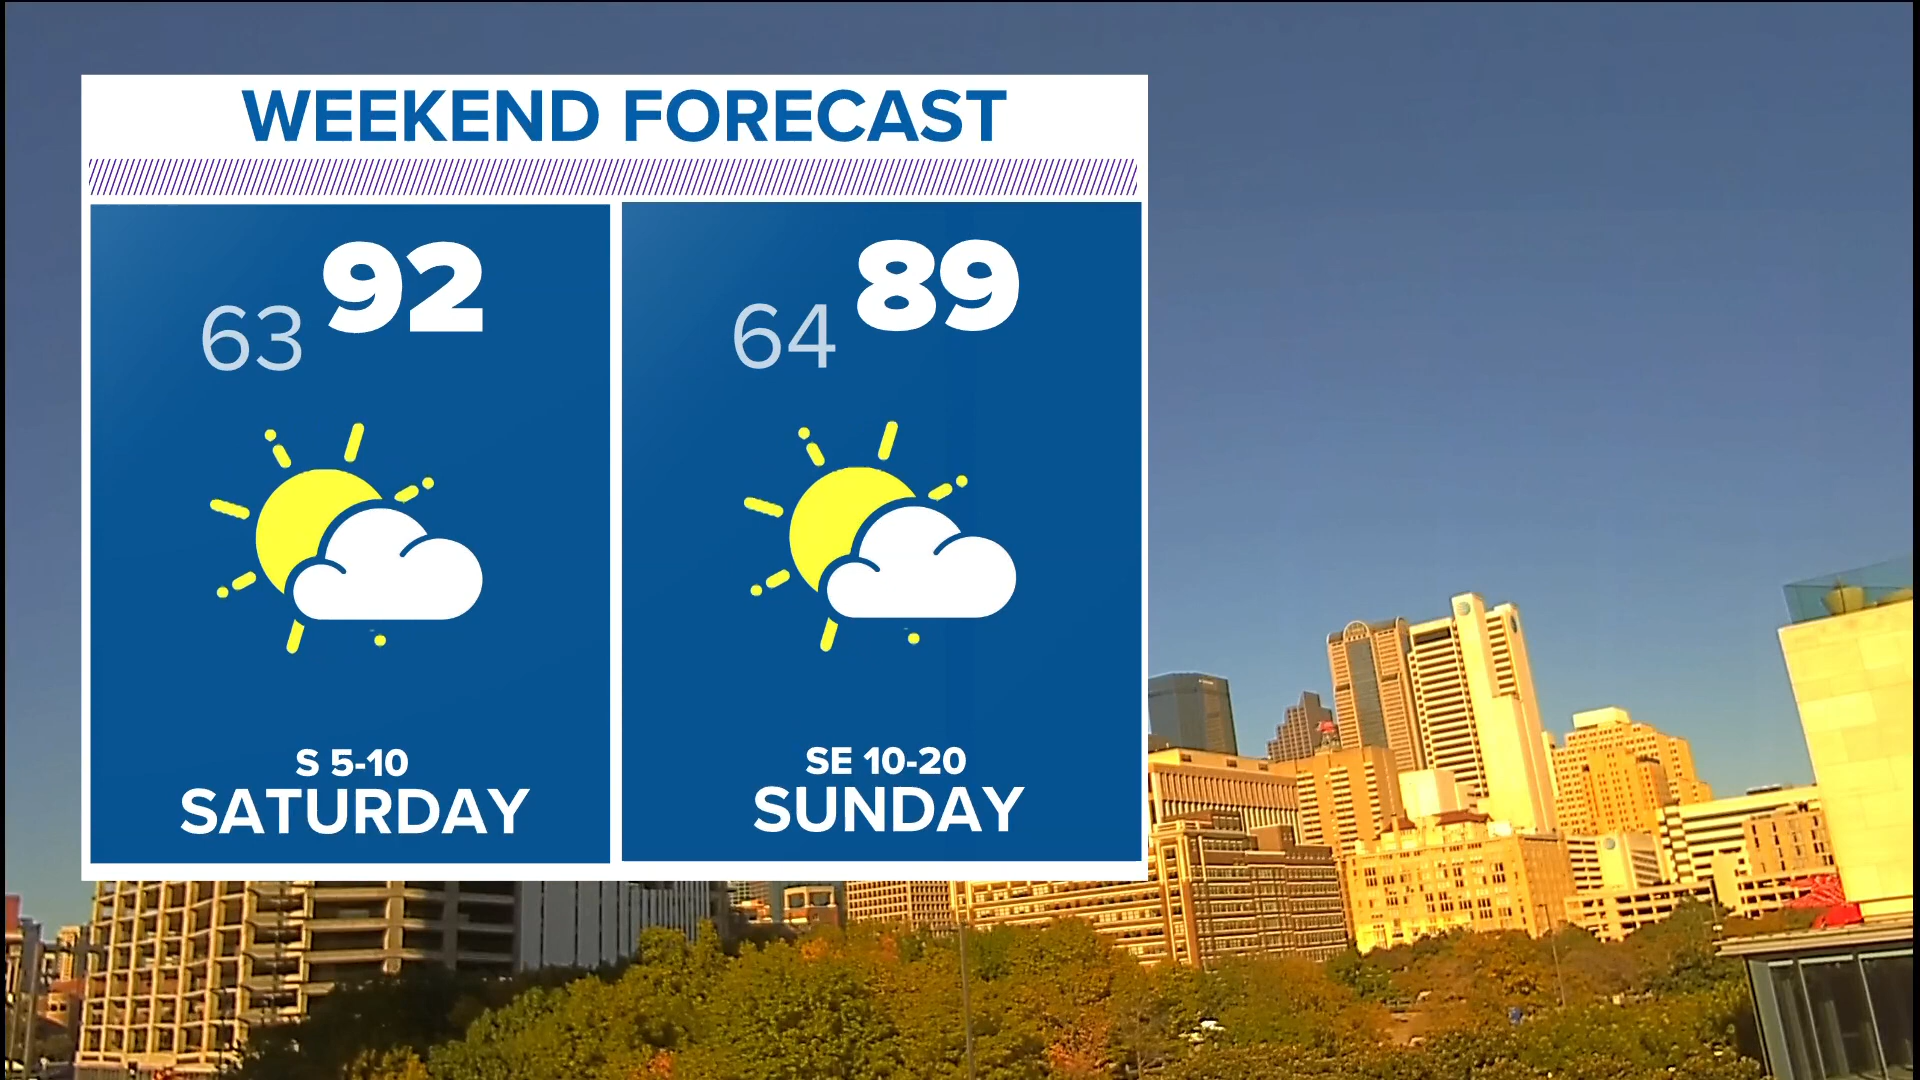 WEEKEND FORECAST
63 92
S 5-10
SATURDAY
64 89
SE 10-20
SUNDAY